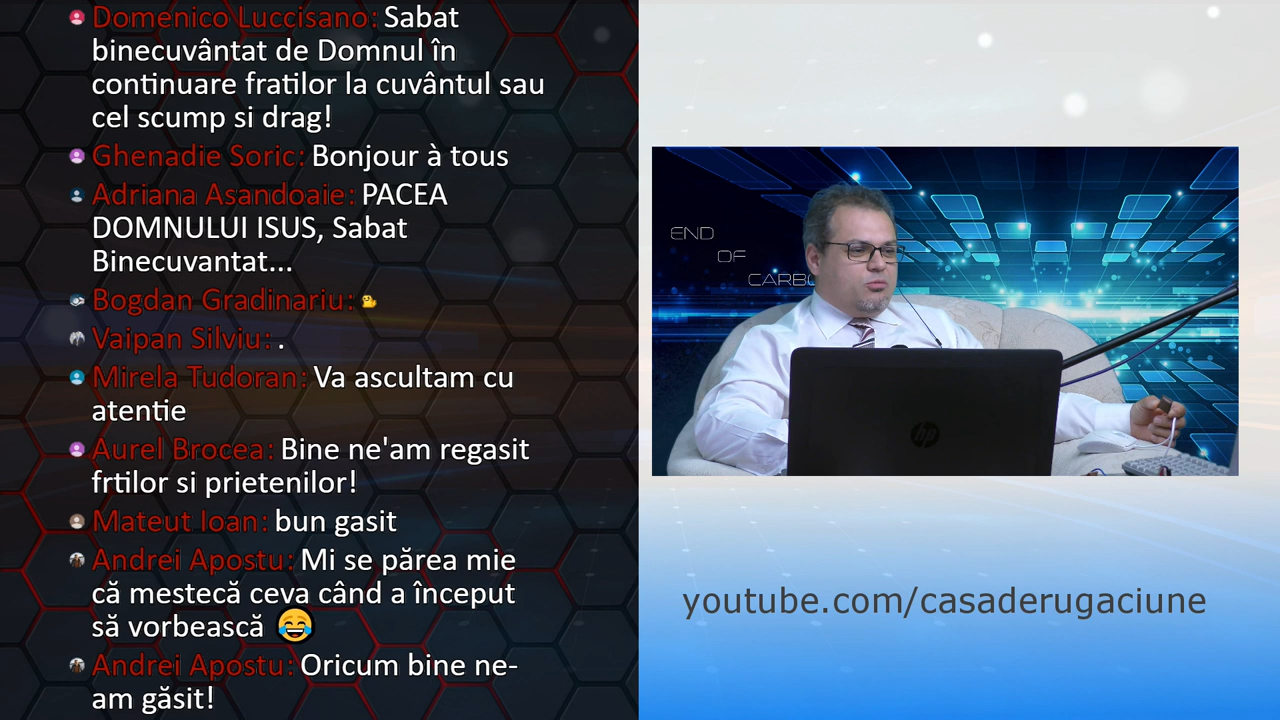 Domenico Luccisano: Sabat
binecuvântat de Domnul în
continuare fratilor la cuvântul sau
cel scump si drag!
Ghenadie Soric: Bonjour à tous
Adriana Asandoaie: PACEA
DOMNULUI ISUS, Sabat
Binecuvantat...
Bogdan Gradinariu:
Vaipan Silviu: .
Mirela Tudoran: Va ascultam cu
atentie
Aurel Brocea: Bine ne'am regasit
frtilor si prietenilor!
Mateut Ioan: bun gasit
Andrei Apostu: Mi se părea mie
că mestecă ceva când a început
să vorbească 😂
Andrei Apostu: Oricum bine ne-
am găsit!
END
OF
CARBO
hp
youtube.com/casaderugaciune